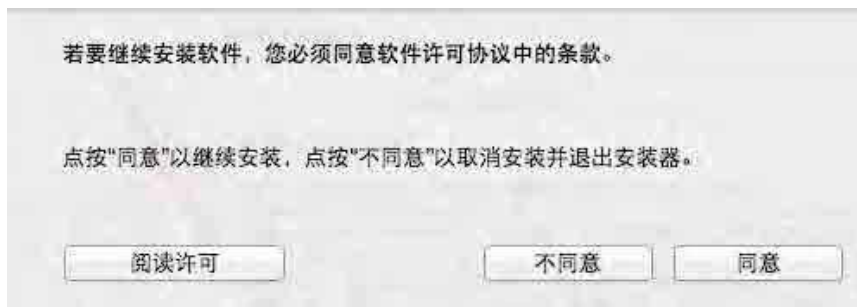 若要继续安装软件，您必须同意软件许可协议中的条款。
点按“同意”以继续安装，点按“不同意”以取消安装并退出安装器。
阅读许可 不同意 同意